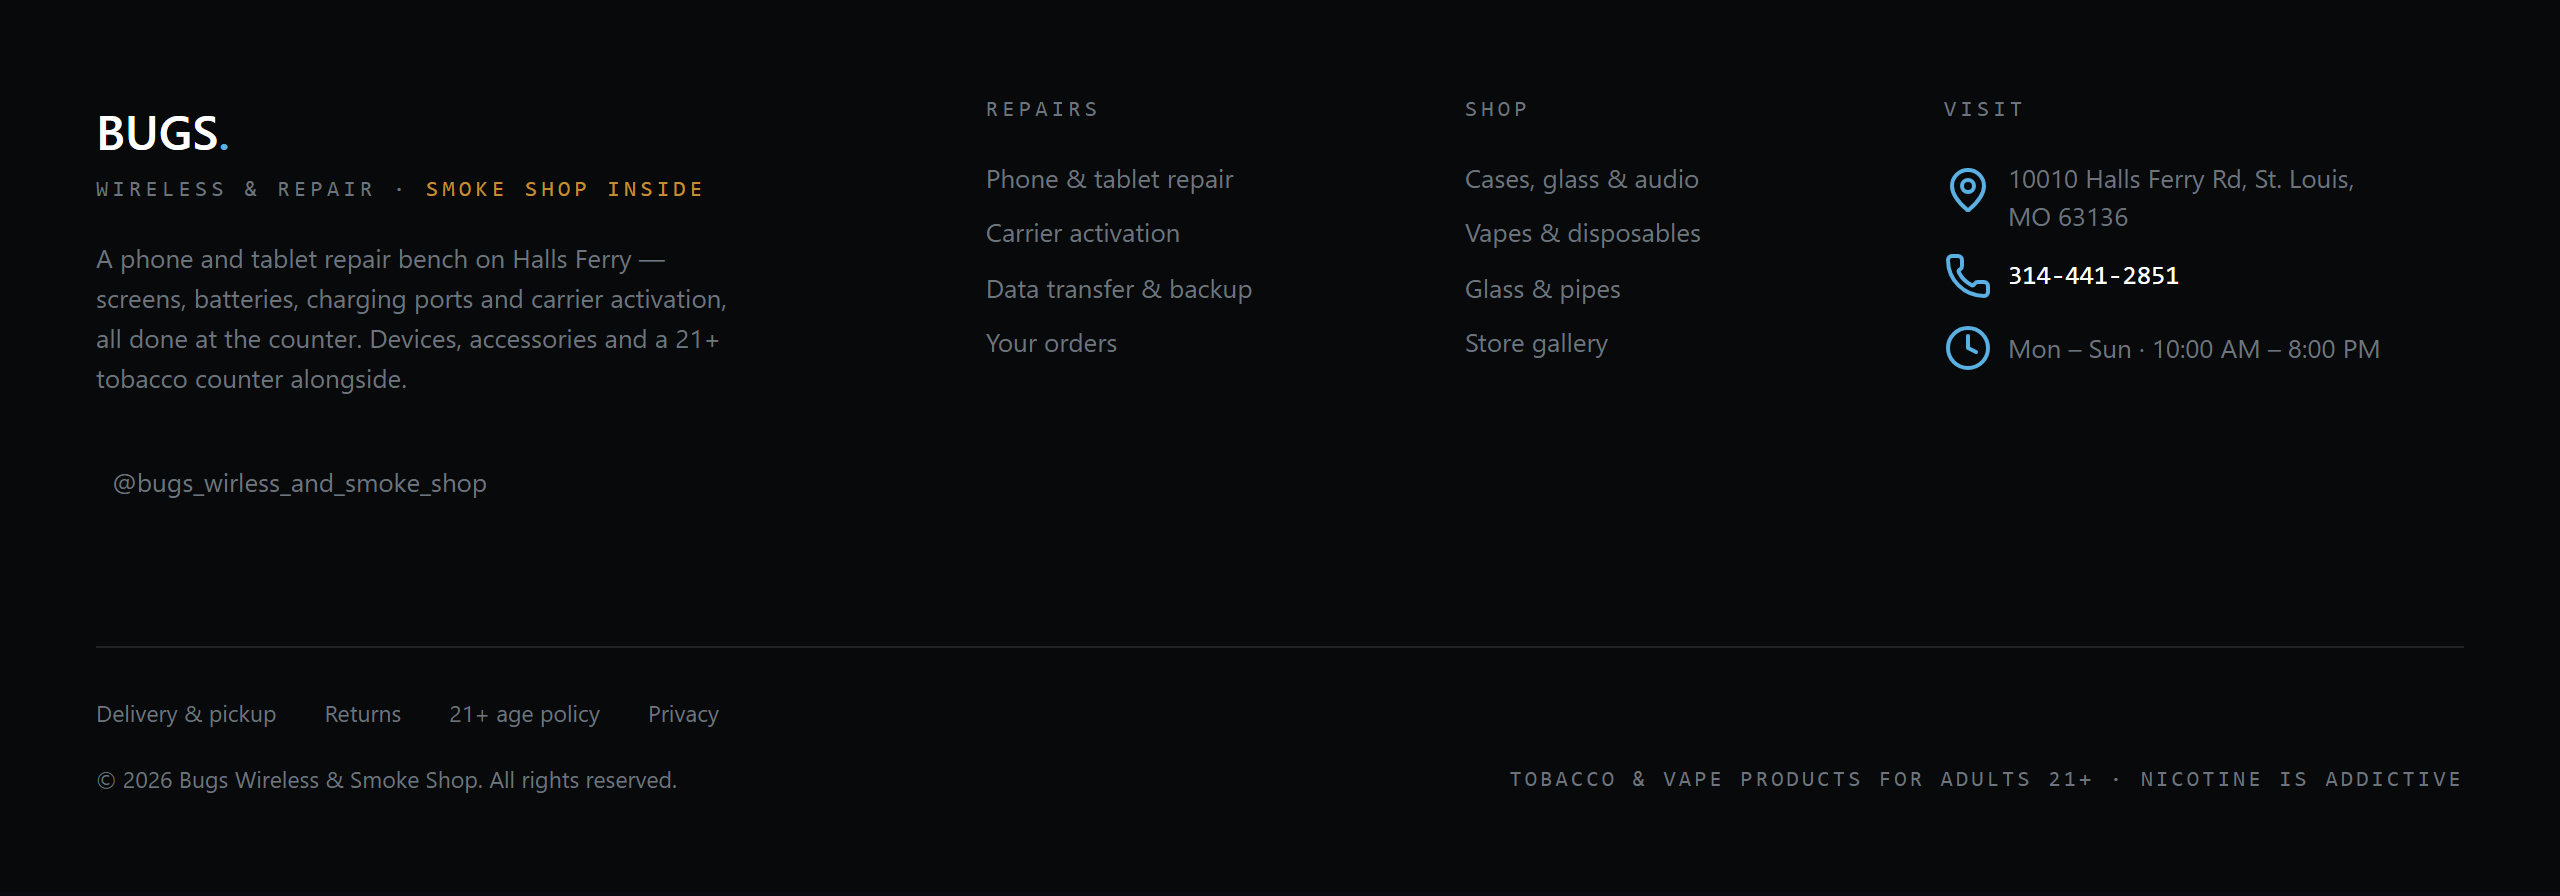 BUGS.
WIRELESS & REPAIR · SMOKE SHOP INSIDE
A phone and tablet repair bench on Halls Ferry —
screens, batteries, charging ports and carrier activation,
all done at the counter. Devices, accessories and a 21+
tobacco counter alongside.
@bugs_wirless_and_smoke_shop
REPAIRS
Phone & tablet repair
Carrier activation
Data transfer & backup
Your orders
SHOP
Cases, glass & audio
Vapes & disposables
Glass & pipes
Store gallery
VISIT
10010 Halls Ferry Rd, St. Louis,
MO 63136
314-441-2851
Mon – Sun · 10:00 AM – 8:00 PM
Delivery & pickup Returns 21+ age policy Privacy
© 2026 Bugs Wireless & Smoke Shop. All rights reserved.
TOBACCO & VAPE PRODUCTS FOR ADULTS 21+ · NICOTINE IS ADDICTIVE